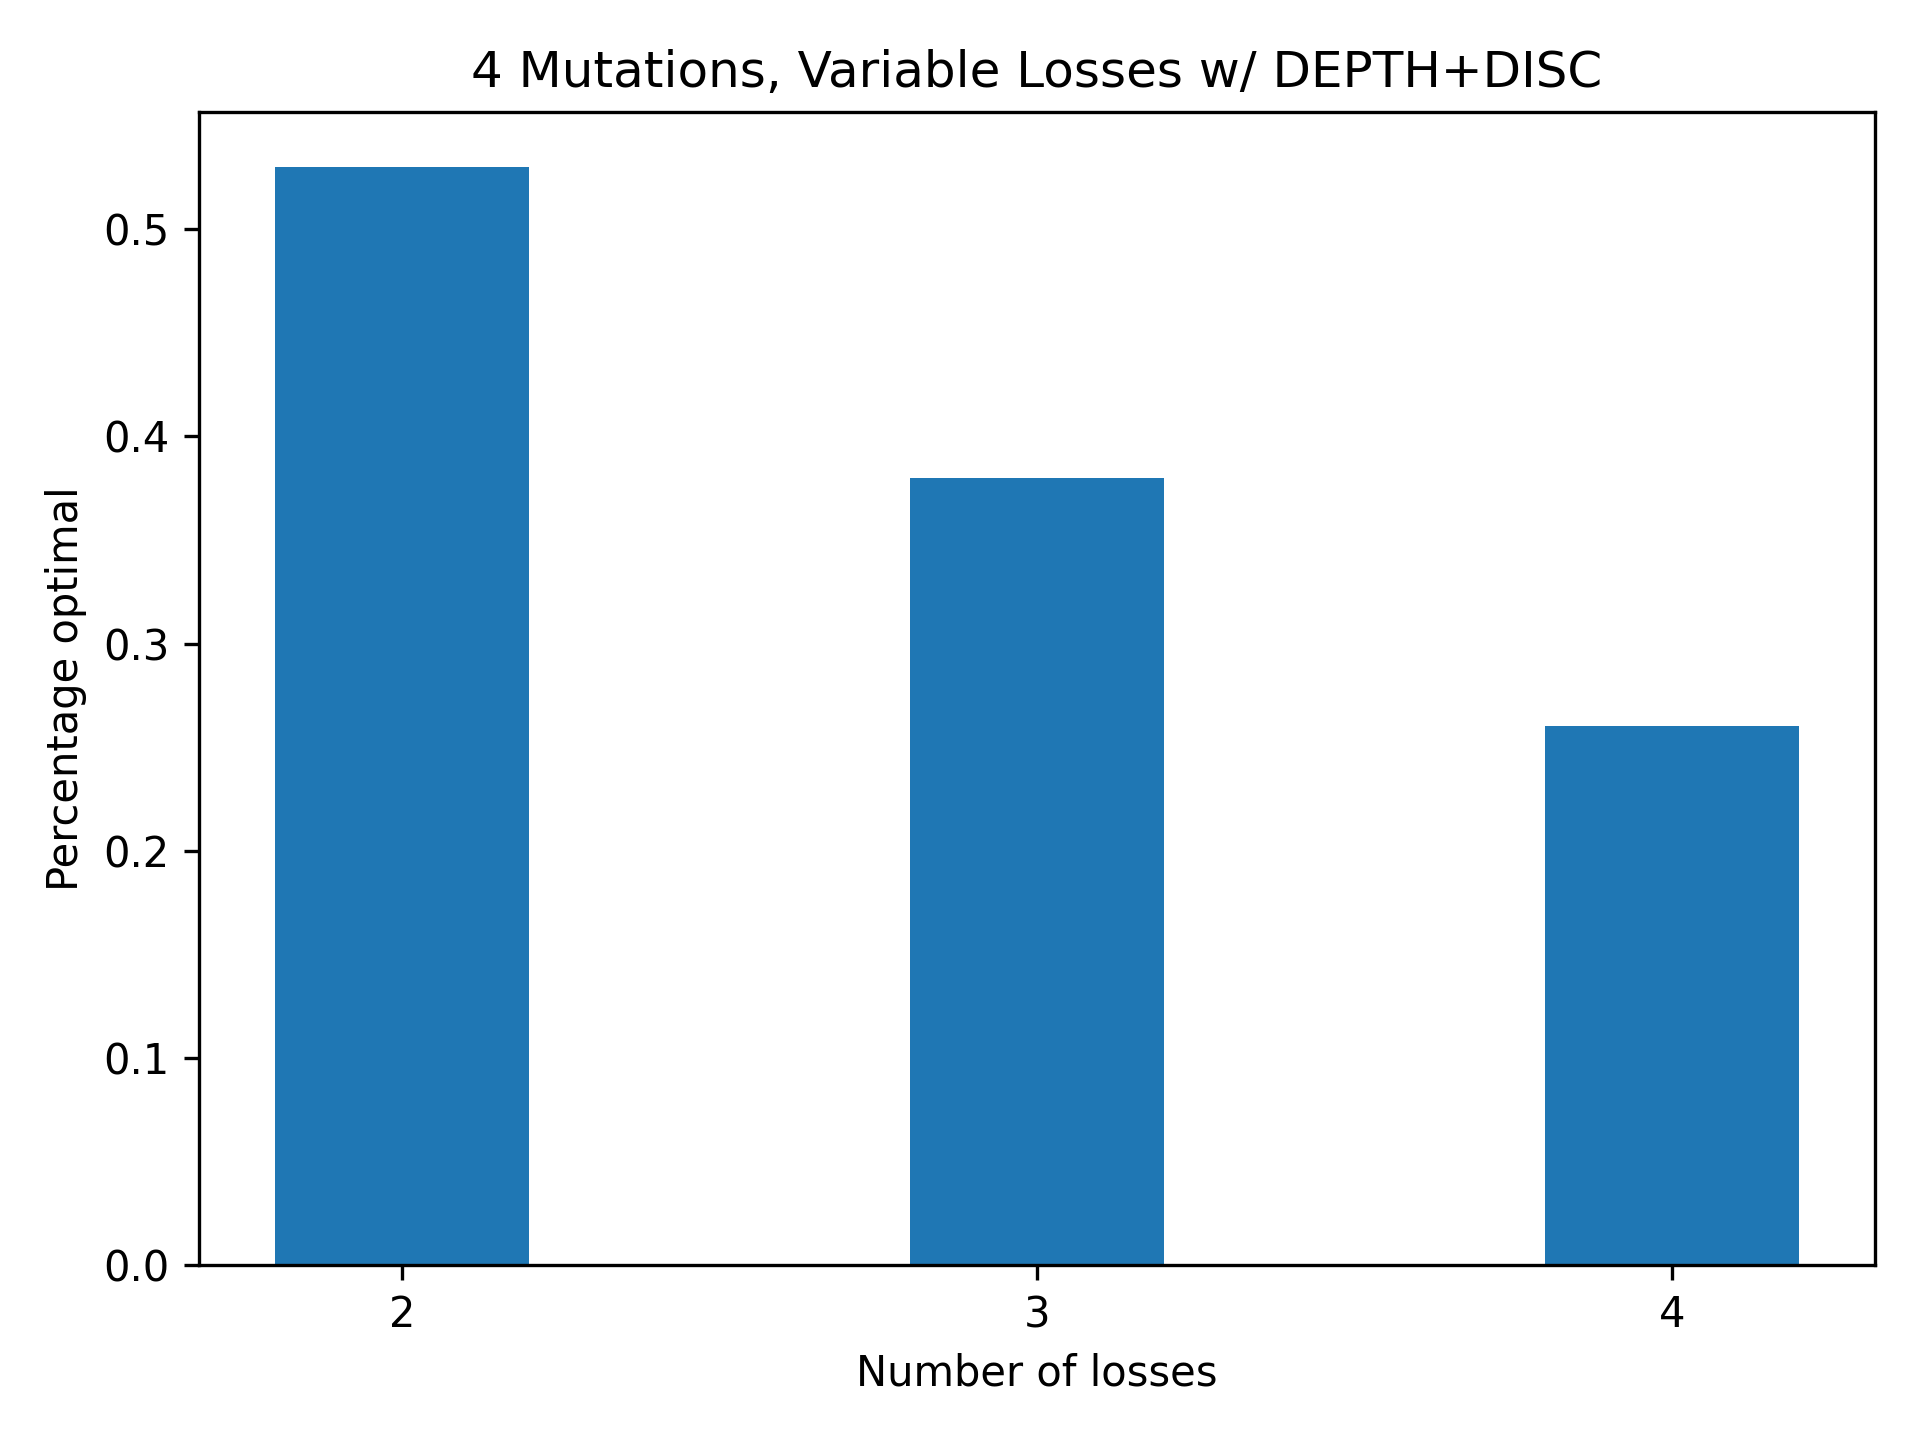 4 Mutations, Variable Losses w/ DEPTH+DISC
Percentage optimal
0.5
0.4
0.3
0.2
0.1
0.0
2 3 4
Number of losses